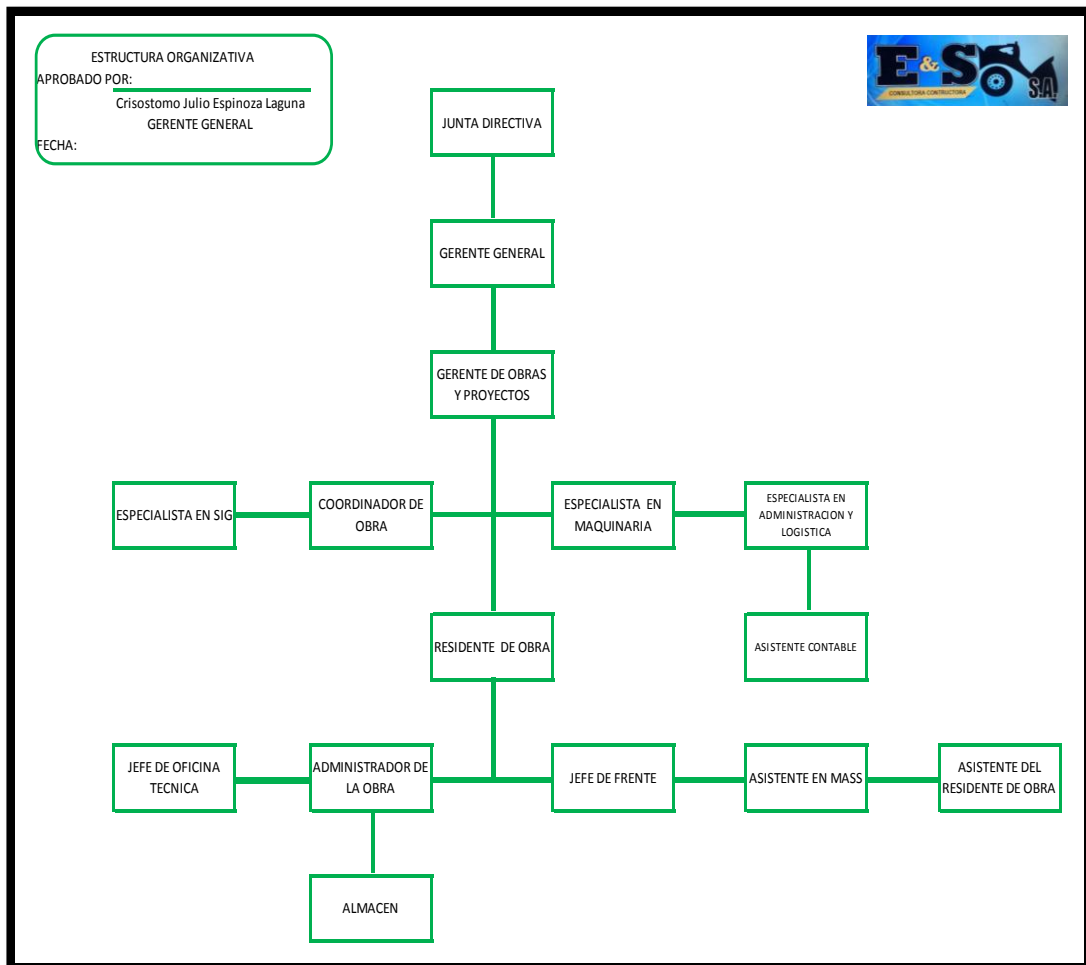 ESTRUCTURA ORGANIZATIVA
APROBADO POR:
Crisostomo Julio Espinoza Laguna
GERENTE GENERAL
FECHA:
E&S
S.A.
CONSULTORA CONTRUCTORA
JUNTA DIRECTIVA
GERENTE GENERAL
GERENTE DE OBRAS
Y PROYECTOS
ESPECIALISTA EN SIG
COORDINADOR DE
OBRA
ESPECIALISTA EN
MAQUINARIA
ESPECIALISTA EN
ADMINISTRACION Y
LOGISTICA
RESIDENTE DE OBRA
ASISTENTE CONTABLE
JEFE DE OFICINA
TECNICA
ADMINISTRADOR DE
LA OBRA
JEFE DE FRENTE
ASISTENTE EN MASS
ASISTENTE DEL
RESIDENTE DE OBRA
ALMACEN